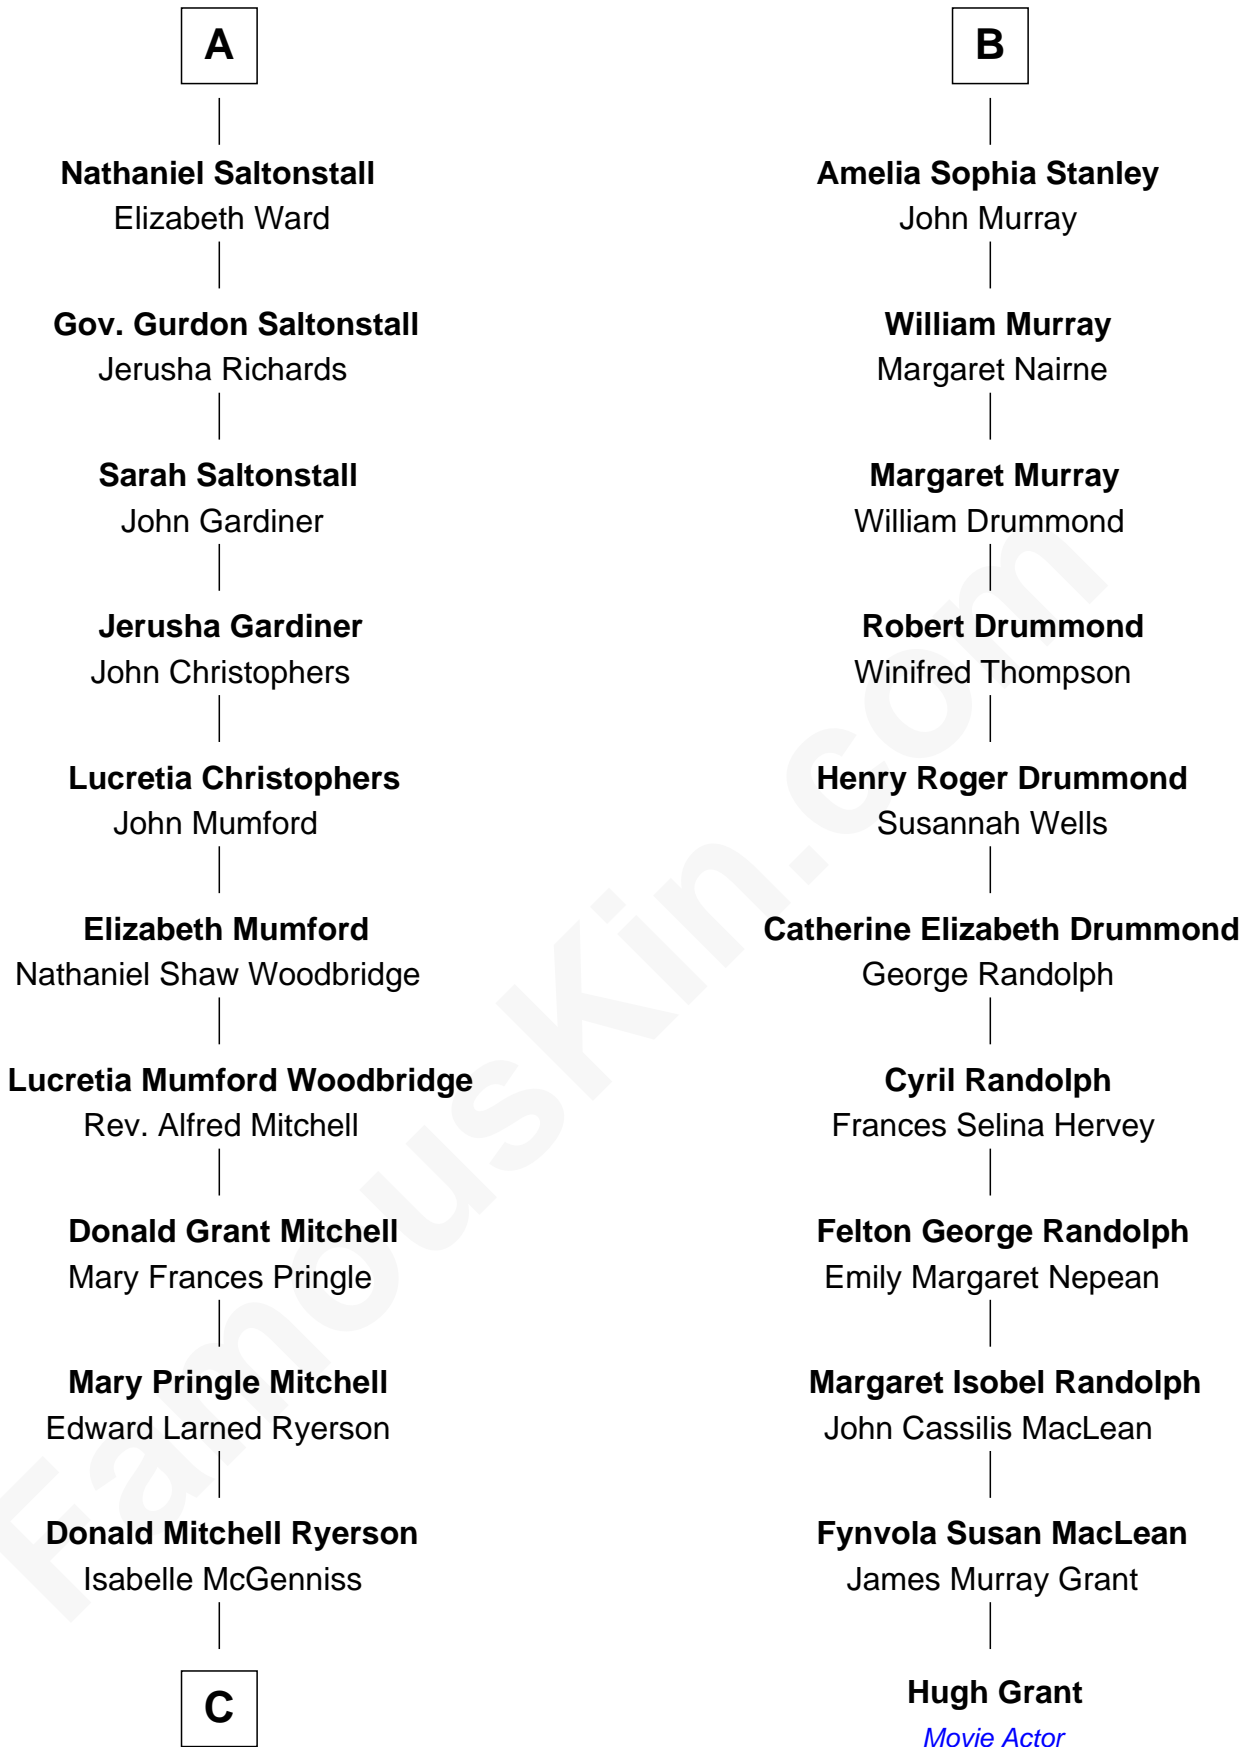 A
Nathaniel Saltonstall
Elizabeth Ward
Gov. Gurdon Saltonstall
Jerusha Richards
Sarah Saltonstall
John Gardiner
Jerusha Gardiner
John Christophers
Lucretia Christophers
John Mumford
Elizabeth Mumford
Nathaniel Shaw Woodbridge
Lucretia Mumford Woodbridge
Rev. Alfred Mitchell
Donald Grant Mitchell
Mary Frances Pringle
Mary Pringle Mitchell
Edward Larned Ryerson
Donald Mitchell Ryerson
Isabelle McGenniss
C
B
Amelia Sophia Stanley
John Murray
William Murray
Margaret Nairne
Margaret Murray
William Drummond
Robert Drummond
Winifred Thompson
Henry Roger Drummond
Susannah Wells
Catherine Elizabeth Drummond
George Randolph
Cyril Randolph
Frances Selina Hervey
Felton George Randolph
Emily Margaret Nepean
Margaret Isobel Randolph
John Cassilis MacLean
Fynvola Susan MacLean
James Murray Grant
Hugh Grant
Movie Actor
FamousKin.com